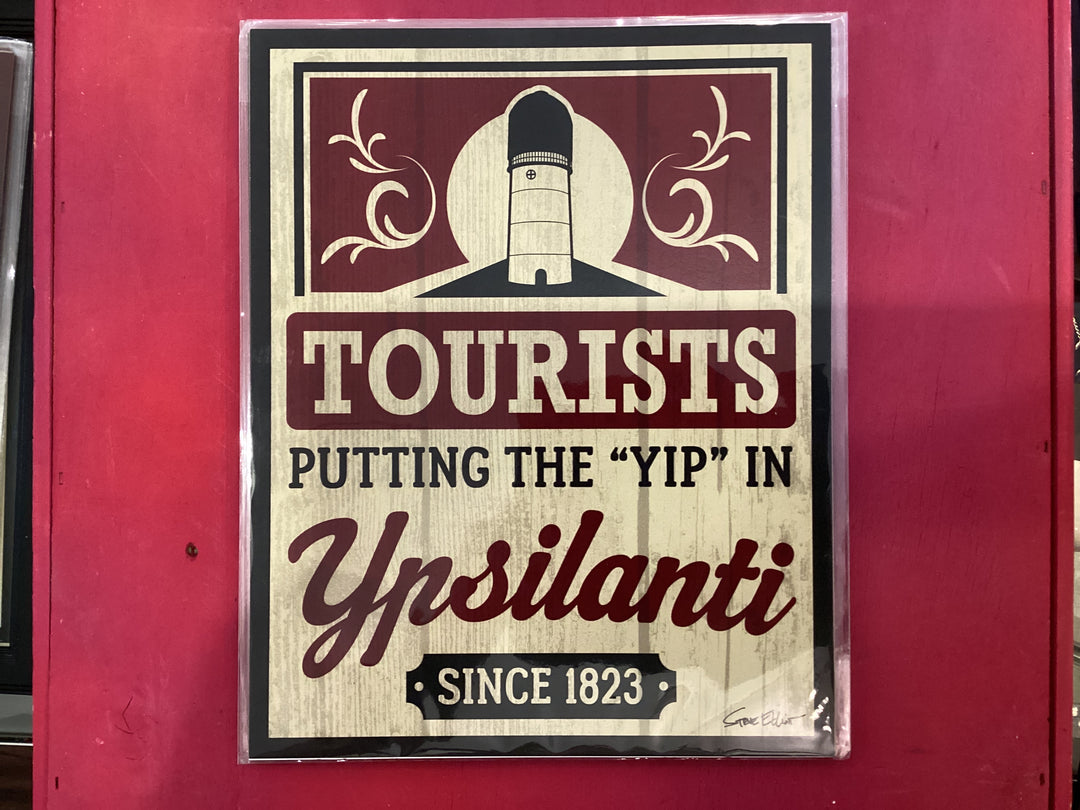 TOURISTS
PUTTING THE “YIP” IN
Ypsilanti
• SINCE 1823 •